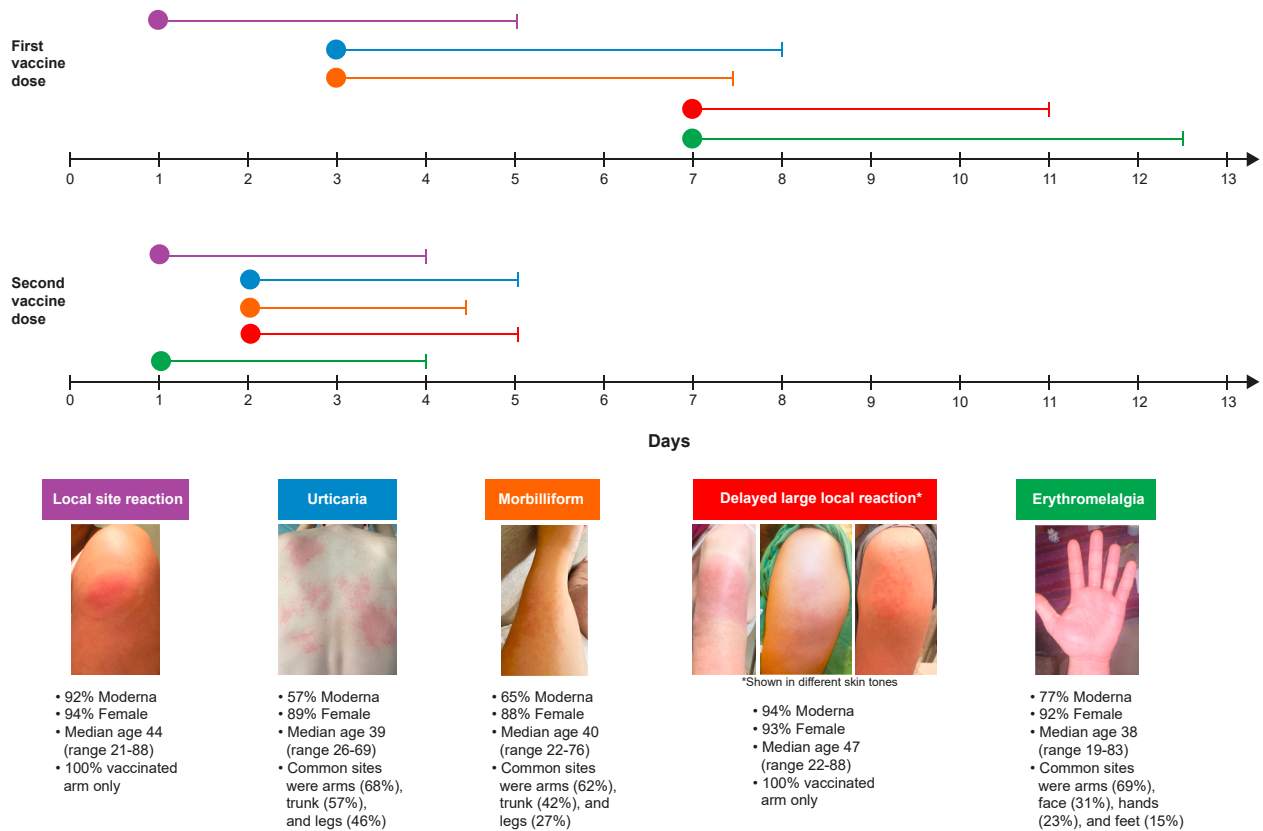 First
vaccine
dose
0 1 2 3 4 5 6 7 8 9 10 11 12 13
Second
vaccine
dose
0 1 2 3 4 5 6 7 8 9 10 11 12 13
Days
Local site reaction
• 92% Moderna
• 94% Female
• Median age 44
(range 21-88)
• 100% vaccinated
arm only
Urticaria
• 57% Moderna
• 89% Female
• Median age 39
(range 26-69)
• Common sites
were arms (68%),
trunk (57%),
and legs (46%)
Morbilliform
• 65% Moderna
• 88% Female
• Median age 40
(range 22-76)
• Common sites
were arms (62%),
trunk (42%), and
legs (27%)
Delayed large local reaction*
*Shown in different skin tones
• 94% Moderna
• 93% Female
• Median age 47
(range 22-88)
• 100% vaccinated
arm only
Erythromelalgia
• 77% Moderna
• 92% Female
• Median age 38
(range 19-83)
• Common sites
were arms (69%),
face (31%), hands
(23%), and feet (15%)